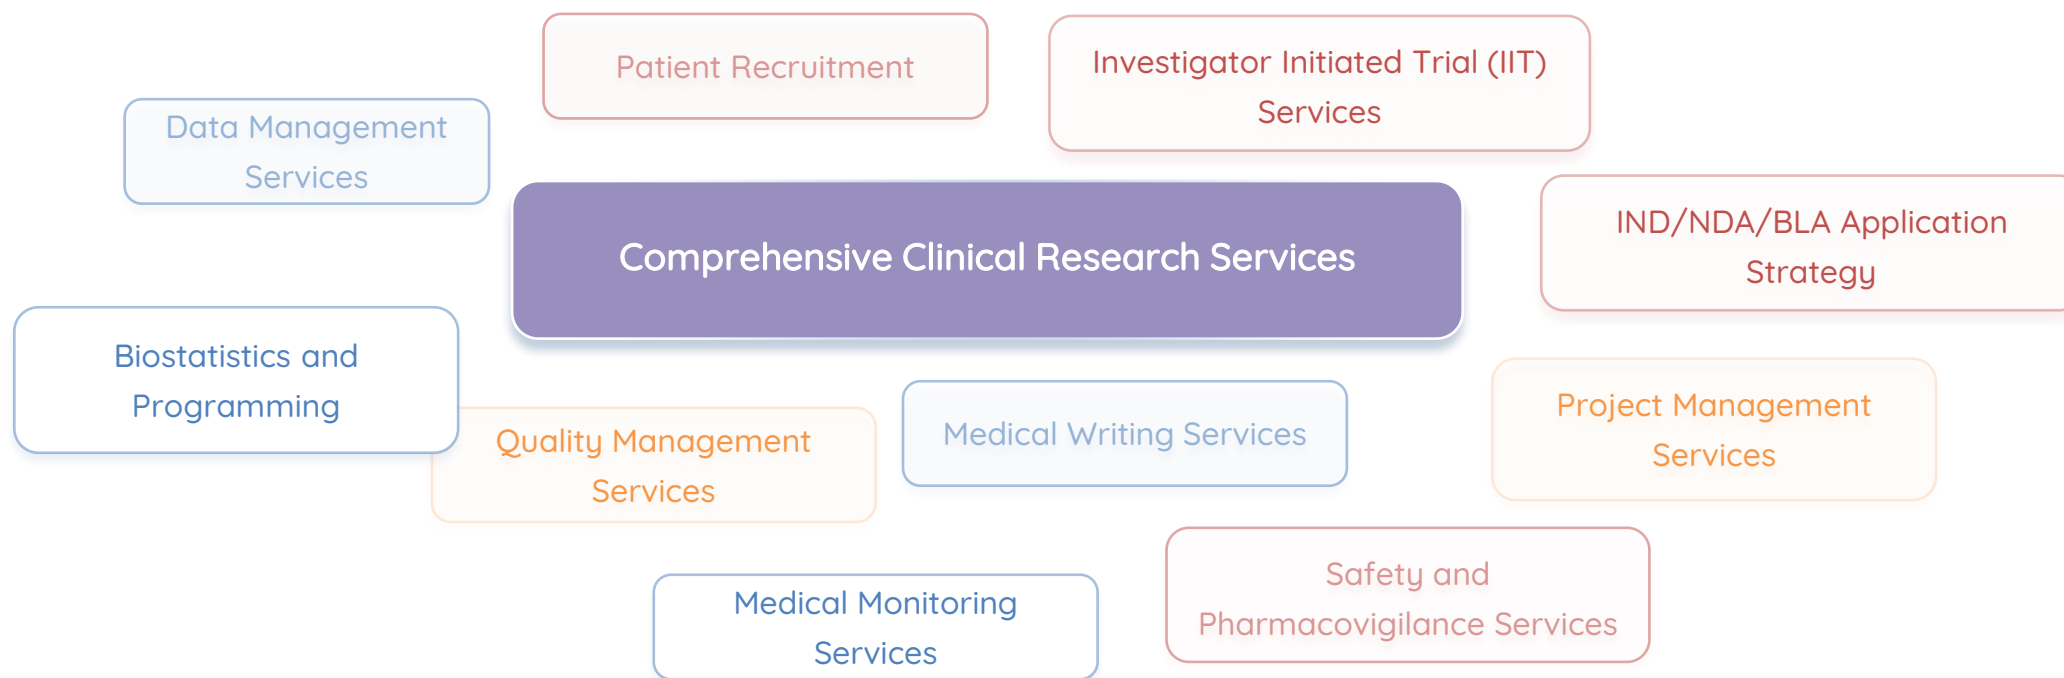 Patient Recruitment
Investigator Initiated Trial (IIT)
Services
Data Management
Services
Comprehensive Clinical Research Services
IND/NDA/BLA Application
Strategy
Biostatistics and
Programming
Quality Management
Services
Medical Writing Services
Project Management
Services
Medical Monitoring
Services
Safety and
Pharmacovigilance Services